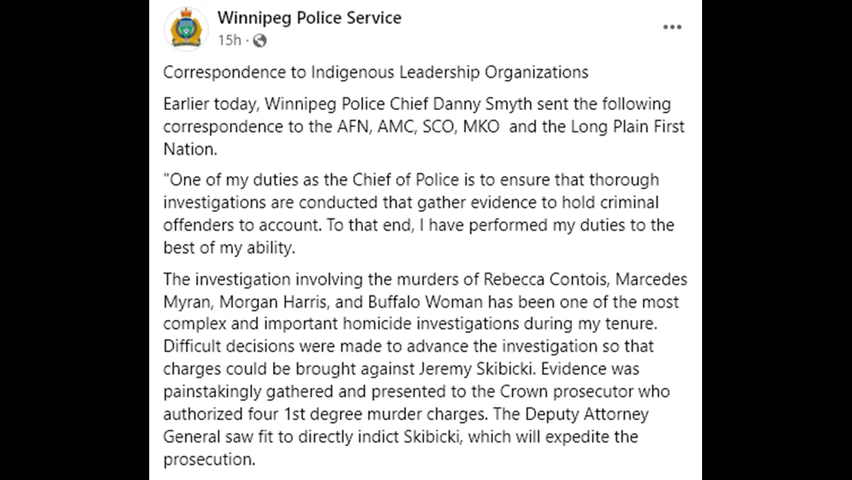 Winnipeg Police Service
15h ·
Correspondence to Indigenous Leadership Organizations
Earlier today, Winnipeg Police Chief Danny Smyth sent the following
correspondence to the AFN, AMC, SCO, MKO and the Long Plain First
Nation.
"One of my duties as the Chief of Police is to ensure that thorough
investigations are conducted that gather evidence to hold criminal
offenders to account. To that end, I have performed my duties to the
best of my ability.
The investigation involving the murders of Rebecca Contois, Marcedes
Myran, Morgan Harris, and Buffalo Woman has been one of the most
complex and important homicide investigations during my tenure.
Difficult decisions were made to advance the investigation so that
charges could be brought against Jeremy Skibicki. Evidence was
painstakingly gathered and presented to the Crown prosecutor who
authorized four 1st degree murder charges. The Deputy Attorney
General saw fit to directly indict Skibicki, which will expedite the
prosecution.